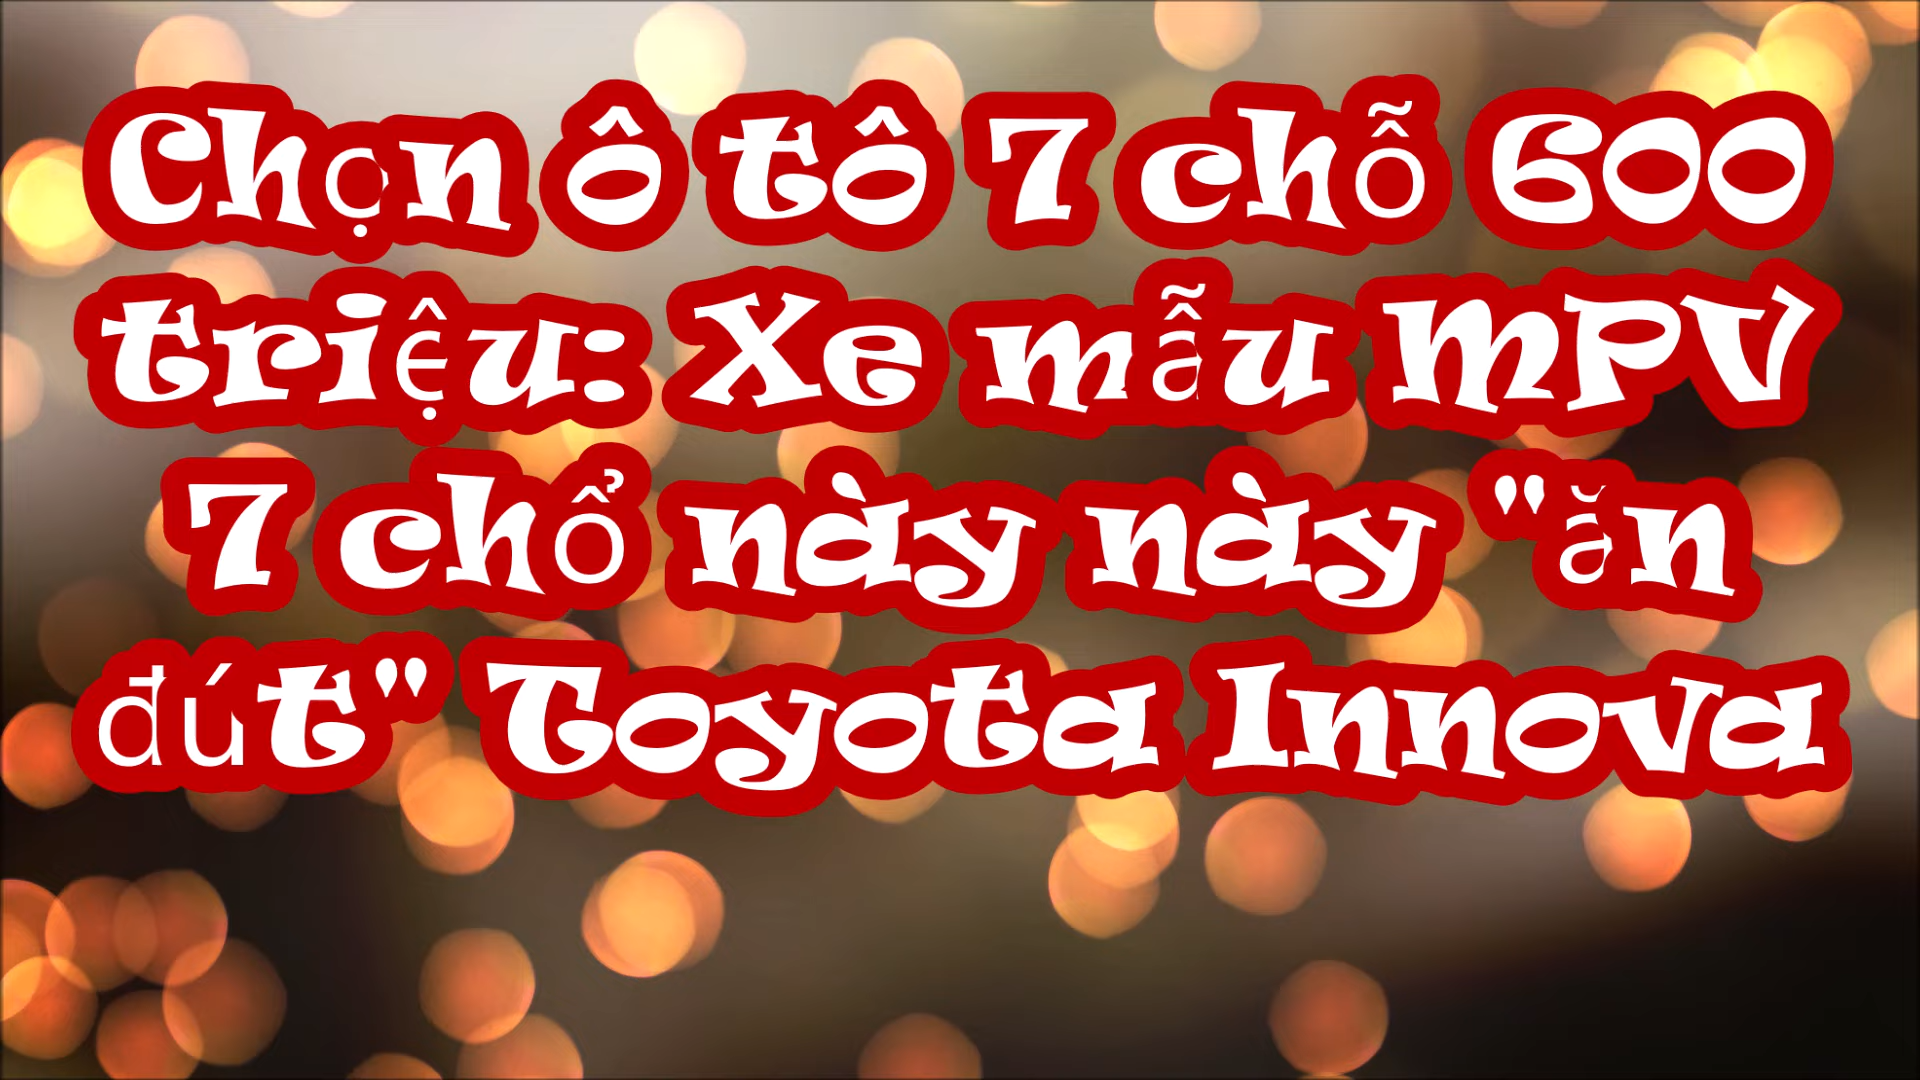 Chọn ô tô 7 chỗ 600
triệu: Xe mẫu MPV
7 chổ này này "ăn
đút" Toyota Innova